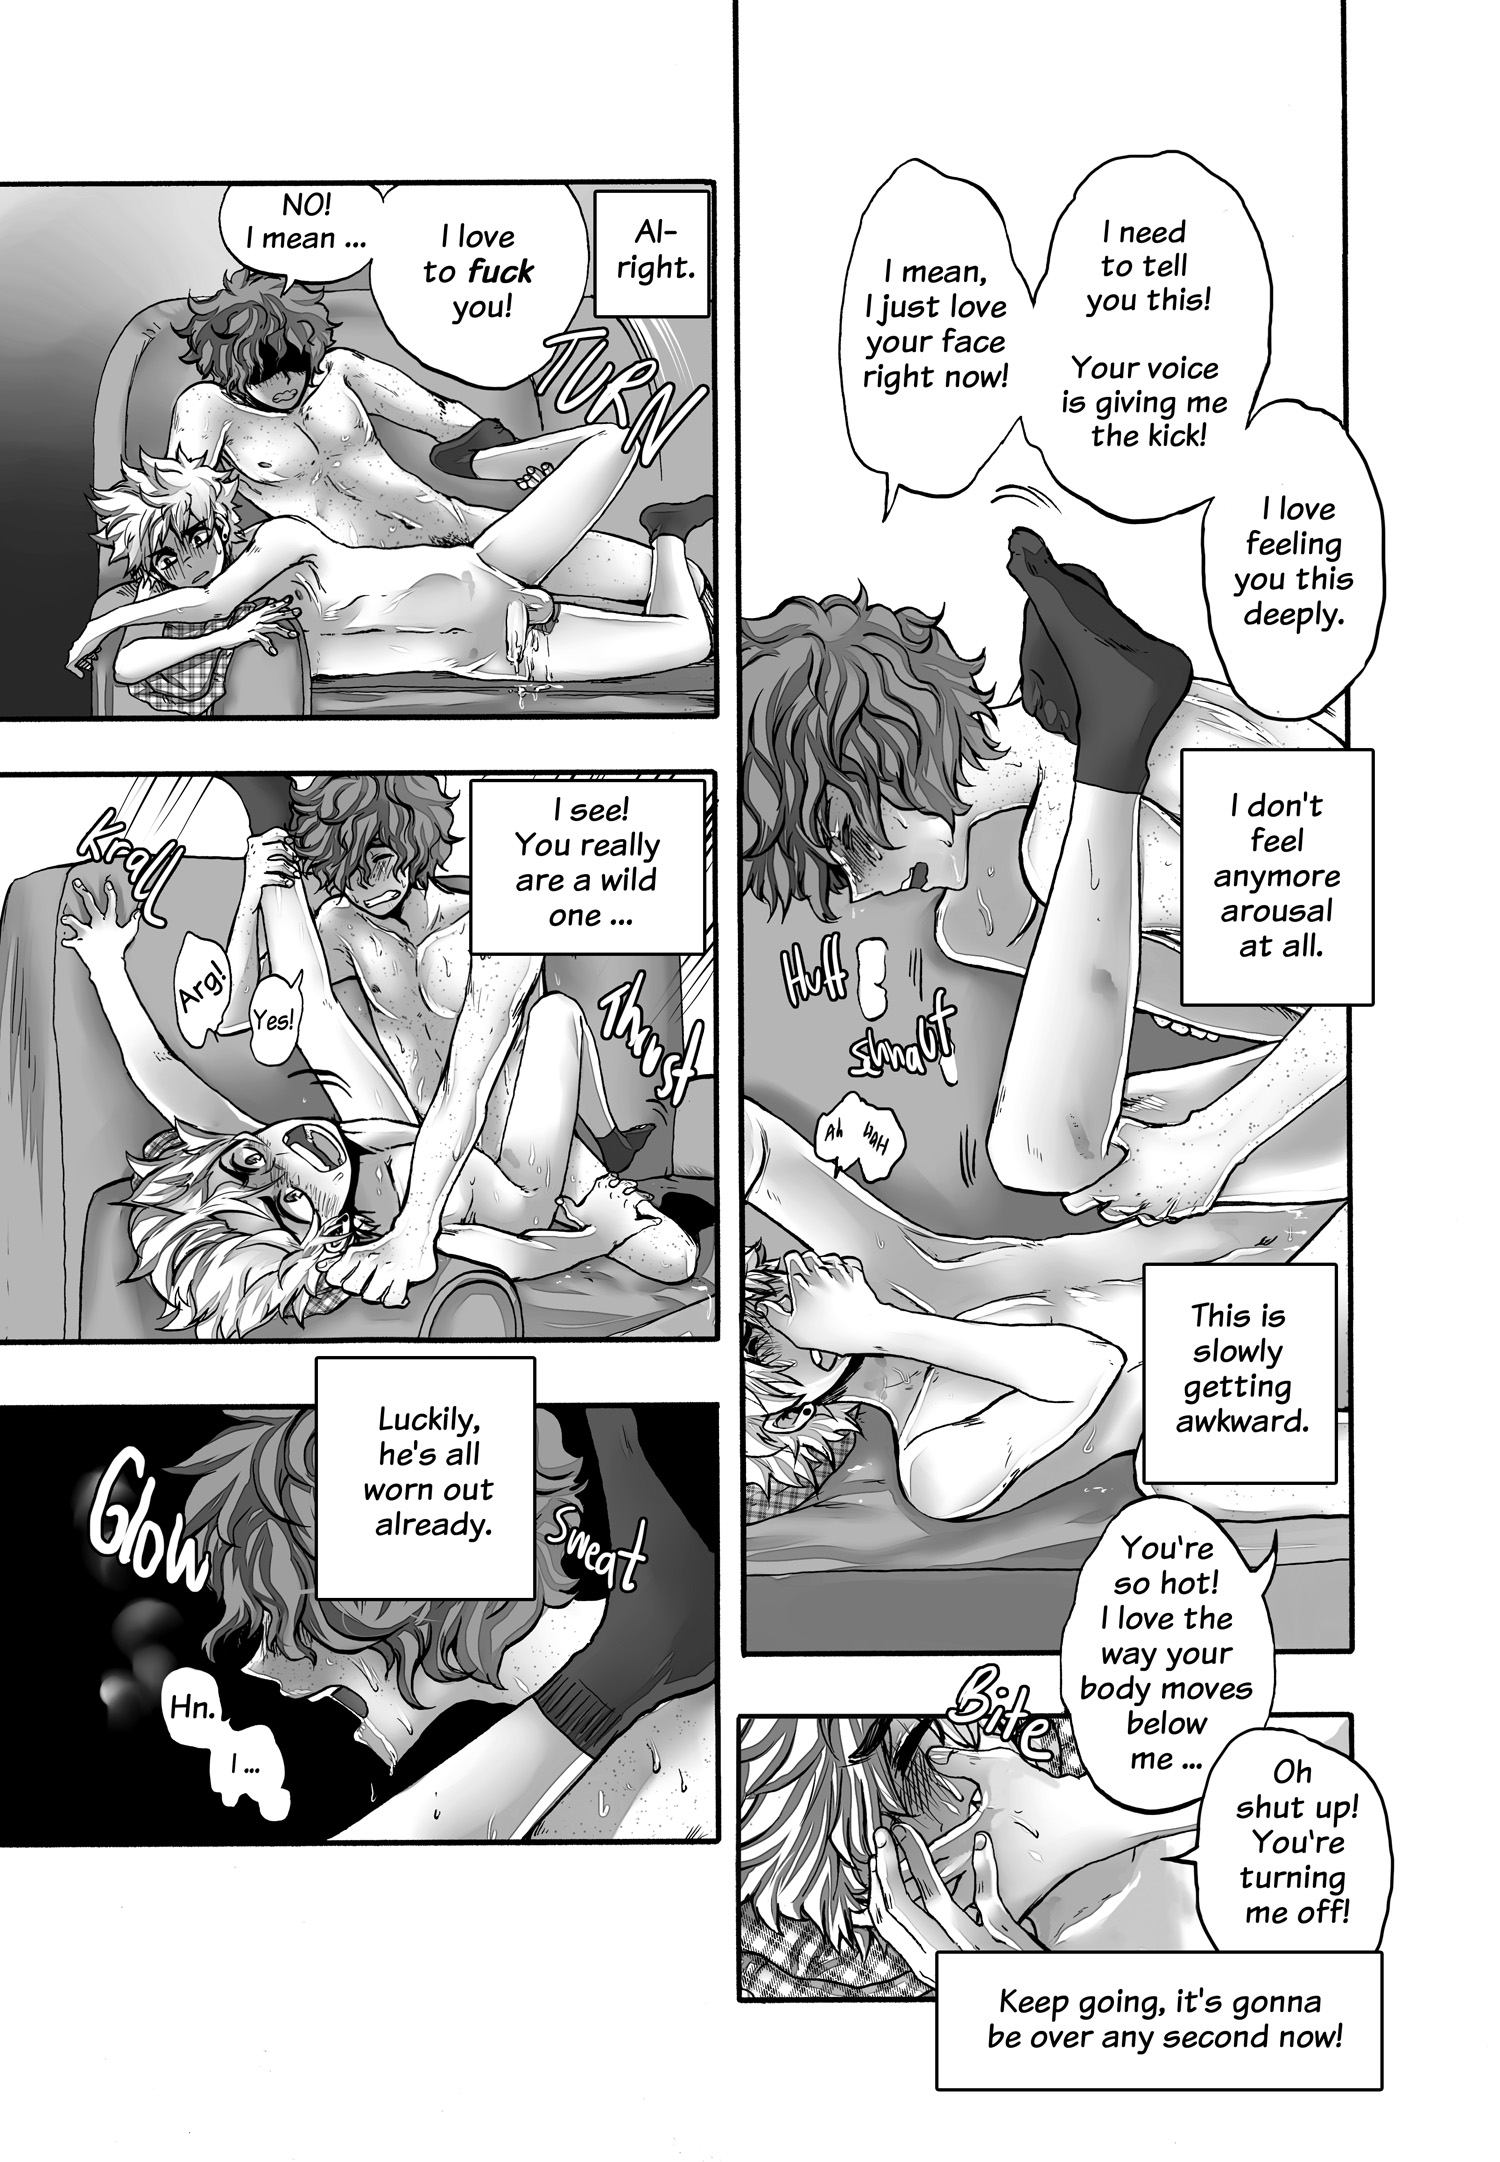 NO!
I mean ...
I love
to fuck
you!
Al-
right.
TURN
I see!
You really
are a wild
one ...
Krall
Arg!
Yes!
Thrust
Luckily,
he's all
worn out
already.
Glow
Sweat
Hn.
I ...
I mean,
I just love
your face
right now!
I need
to tell
you this!
Your voice
is giving me
the kick!
I love
feeling
you this
deeply.
I don't
feel
anymore
arousal
at all.
Huff
Schnauf
Ah HaH
This is
slowly
getting
awkward.
You're
so hot!
I love the
way your
body moves
below
me ...
Bite
Oh
shut up!
You're
turning
me off!
Keep going, it's gonna
be over any second now!